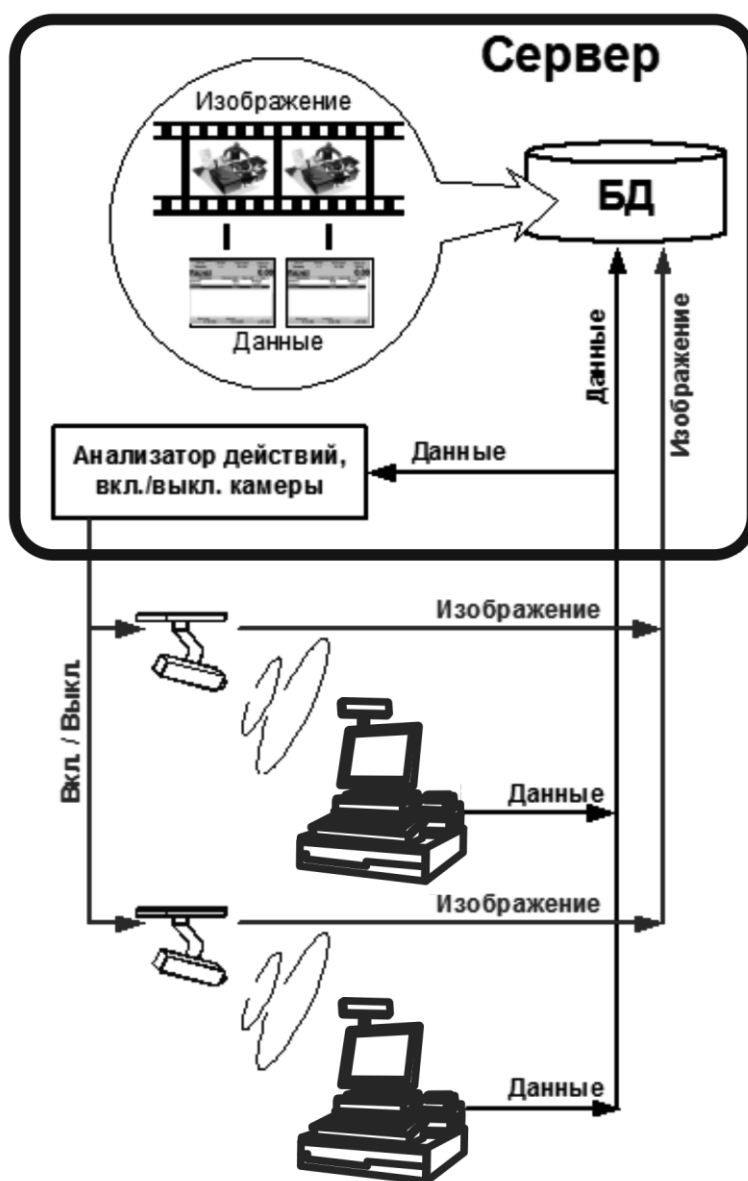 Сервер
Изображение
БД
Данные
Данные
Изображение
Анализатор действий,
вкл./выкл. камеры
Данные
Изображение
Вкл. / Выкл.
Данные
Изображение
Данные